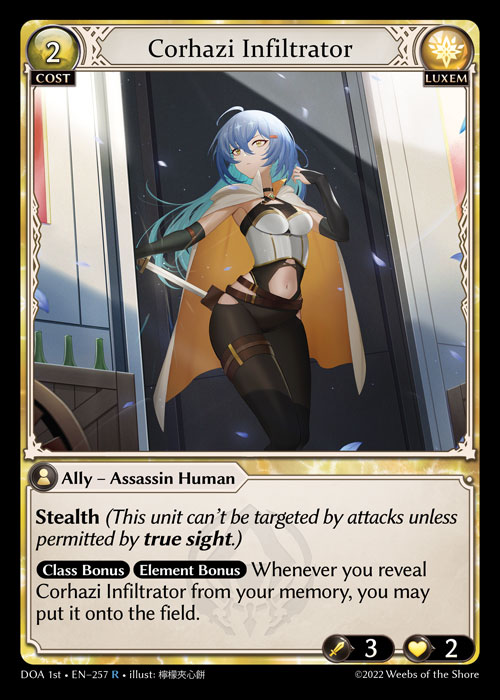 2
COST
Corhazi Infiltrator
LUXEM
Ally – Assassin Human
Stealth (This unit can't be targeted by attacks unless
permitted by true sight.)
Class Bonus Element Bonus Whenever you reveal
Corhazi Infiltrator from your memory, you may
put it onto the field.
3
2
DOA 1st • EN–257 R • illust: 檸檬夾心餅
©2022 Weebs of the Shore